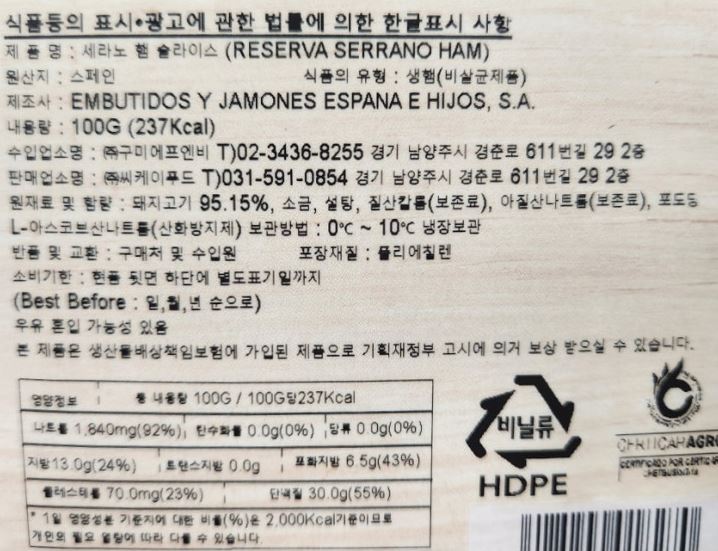 식품등의 표시•광고에 관한 법률에 의한 한글표시 사항
제 품 명 : 세라노 햄 슬라이스 (RESERVA SERRANO HAM)
원산지 : 스페인 식품의 유형 : 생햄(비살균제품)
제조사 : EMBUTIDOS Y JAMONES ESPANA E HIJOS, S.A.
내용량 : 100G (237Kcal)
수입업소명 : ㈜구미에프엔비 T)02-3436-8255 경기 남양주시 경춘로 611번길 29 2층
판매업소명 : ㈜씨케이푸드 T)031-591-0854 경기 남양주시 경춘로 611번길 29 2층
원재료 및 함량 : 돼지고기 95.15%, 소금, 설탕, 질산칼륨(보존료), 아질산나트륨(보존료), 포도당
L-아스코브산나트륨(산화방지제) 보관방법 : 0℃ ~ 10℃ 냉장보관
반품 및 교환 : 구매처 및 수입원 포장재질 : 폴리에칠렌
소비기한 : 현품 뒷면 하단에 별도표기일까지
(Best Before : 일,월,년 순으로)
우유 혼입 가능성 있음
본 제품은 생산물배상책임보험에 가입된 제품으로 기획재정부 고시에 의거 보상 받으실 수 있습니다.
영양정보 총 내용량 100G / 100G당237Kcal
나트륨 1,840mg(92%) 탄수화물 0.0g(0%) 당류 0.0g(0%)
지방13.0g(24%) 트랜스지방 0.0g 포화지방 6.5g(43%)
콜레스테롤 70.0mg(23%) 단백질 30.0g(55%)
* 1일 영양성분 기준치에 대한 비율(%)은 2,000Kcal기준이므로
개인의 필요 열량에 따라 다를 수 있습니다.
비닐류
HDPE
CERTICAR AGRO
CERTIFICADO POR CERTICAR